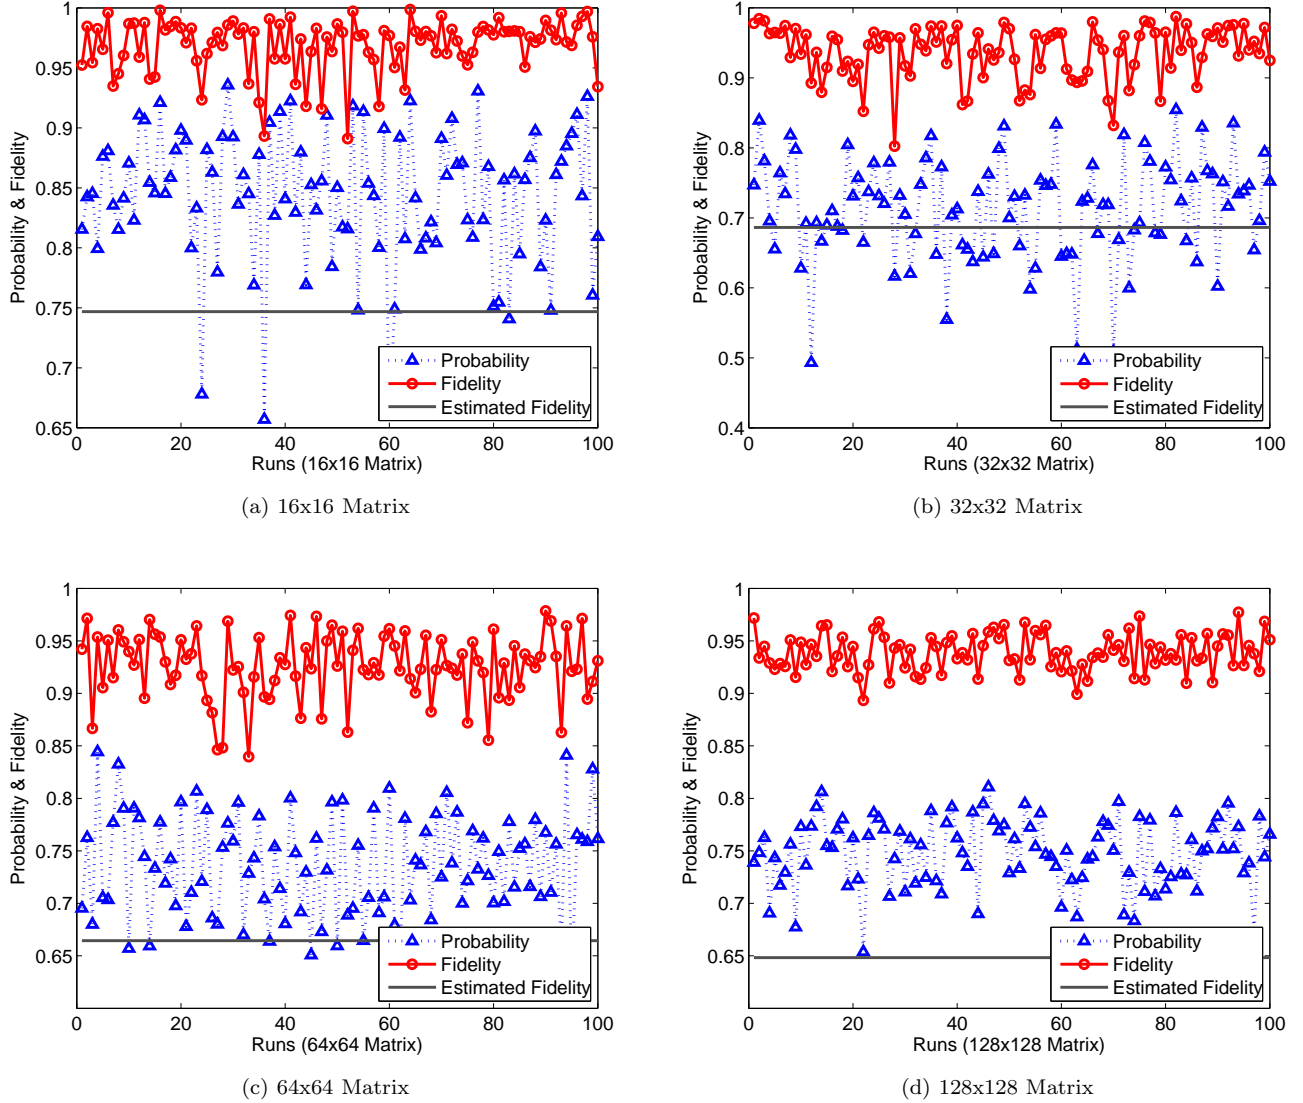 Probability & Fidelity
1
0.95
0.9
0.85
0.8
0.75
0.7
0.65
0 20 40 60 80 100
Runs (16x16 Matrix)
Probability
Fidelity
Estimated Fidelity
(a) 16x16 Matrix
Probability & Fidelity
1
0.9
0.8
0.7
0.6
0.5
0.4
0 20 40 60 80 100
Runs (32x32 Matrix)
Probability
Fidelity
Estimated Fidelity
(b) 32x32 Matrix
Probability & Fidelity
1
0.95
0.9
0.85
0.8
0.75
0.7
0.65
0 20 40 60 80 100
Runs (64x64 Matrix)
Probability
Fidelity
Estimated Fidelity
(c) 64x64 Matrix
Probability & Fidelity
1
0.95
0.9
0.85
0.8
0.75
0.7
0.65
0 20 40 60 80 100
Runs (128x128 Matrix)
Probability
Fidelity
Estimated Fidelity
(d) 128x128 Matrix